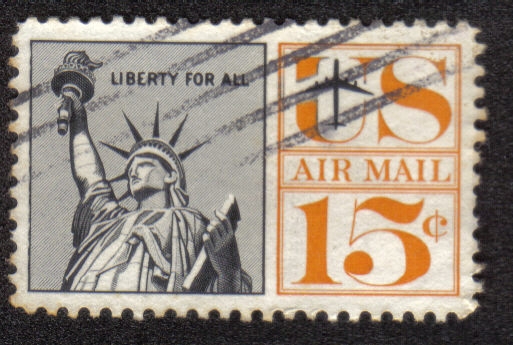 LIBERTY FOR ALL
US
AIR MAIL
15¢